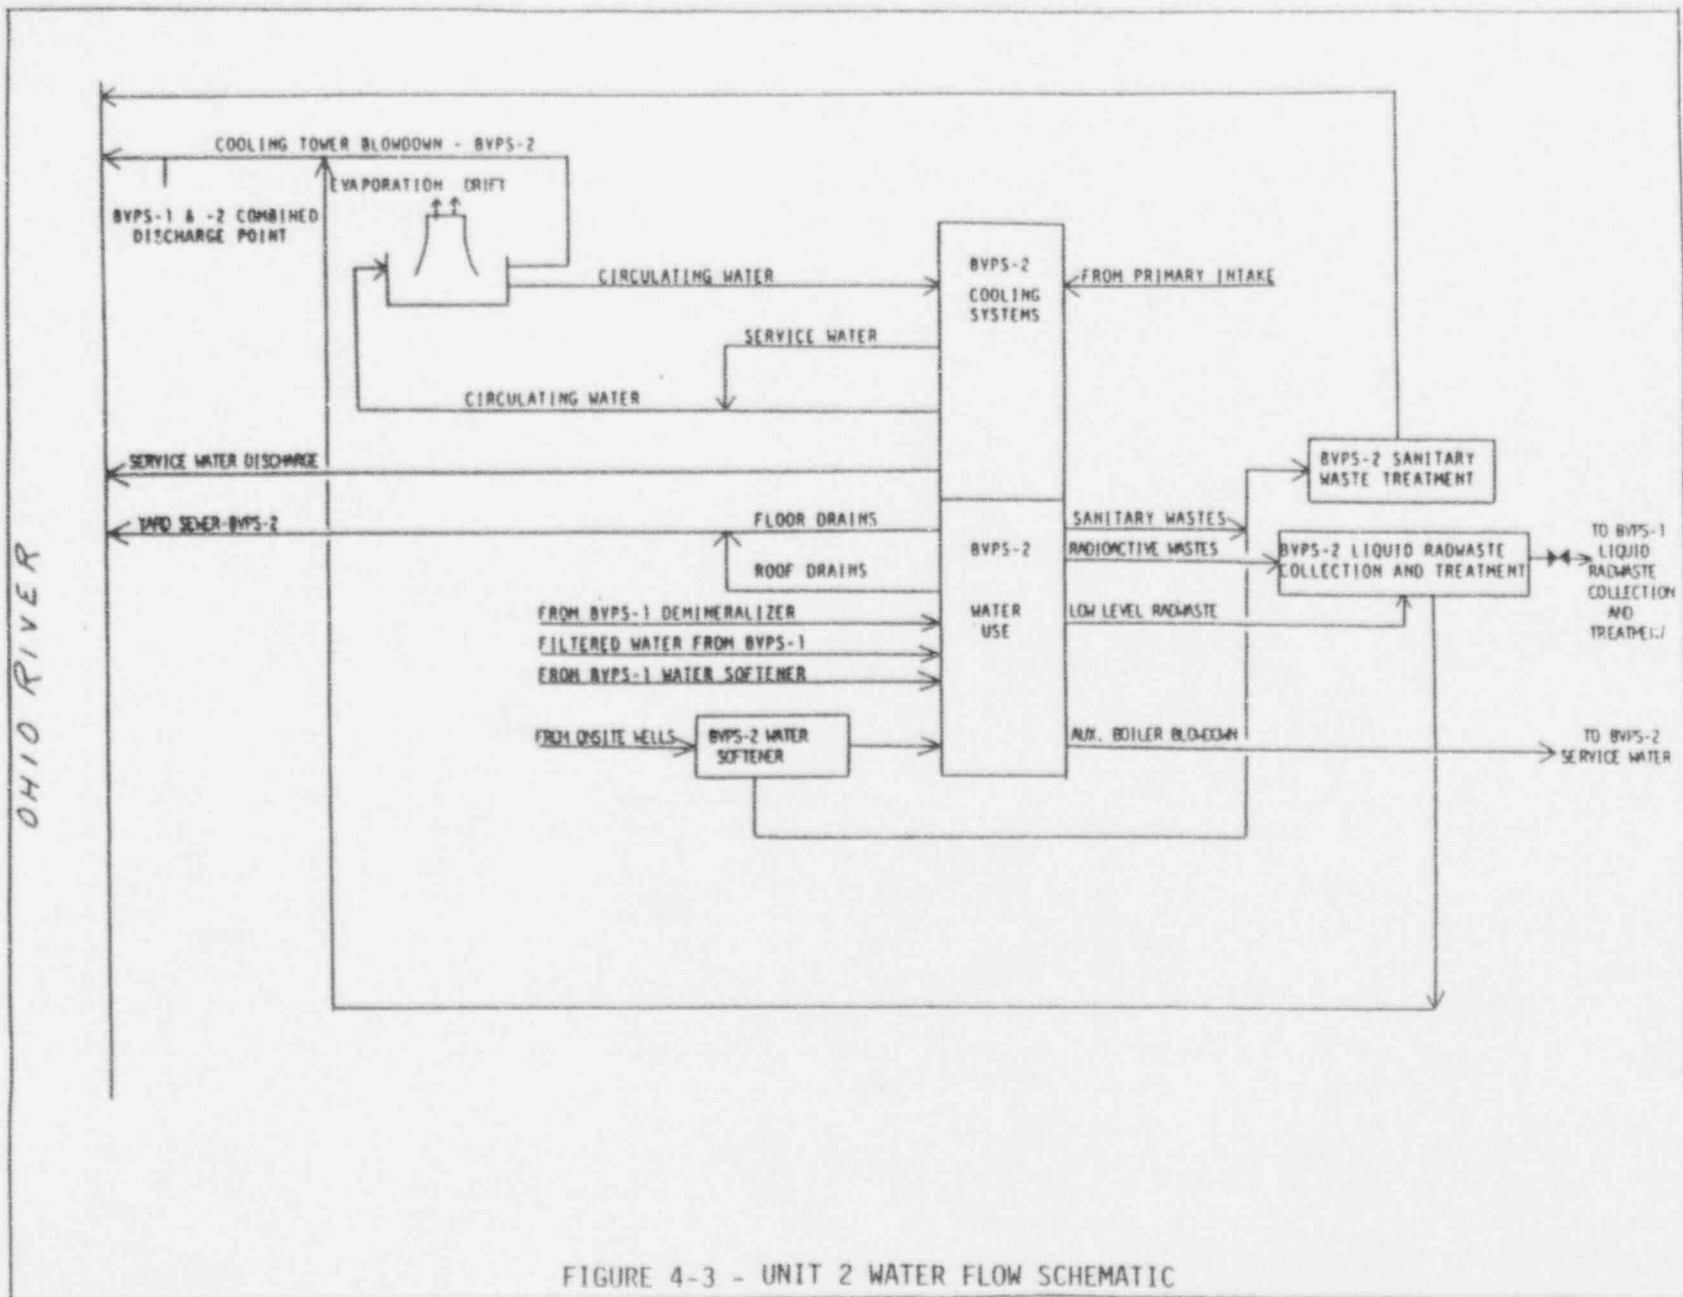 COOLING TOWER BLOWDOWN - BVPS-2
EVAPORATION DRIFT
BVPS-1 & -2 COMBINED
DISCHARGE POINT
BVPS-2
COOLING
SYSTEMS
CIRCULATING WATER
FROM PRIMARY INTAKE
SERVICE WATER
CIRCULATING WATER
SERVICE WATER DISCHARGE
BVPS-2 SANITARY
WASTE TREATMENT
YARD SEWER-BVPS-2
FLOOR DRAINS
SANITARY WASTES
BVPS-2
RADIOACTIVE WASTES
BVPS-2 LIQUID RADWASTE
COLLECTION AND TREATMENT
TO BVPS-1
LIQUID
RADWASTE
COLLECTION
AND
ROOF DRAINS
FROM BVPS-1 DEMINERALIZER
WATER
USE
LOW LEVEL RADWASTE
FILTERED WATER FROM BVPS-1
FROM BVPS-1 WATER SOFTENER
FROM ONSITE WELLS
BVPS-2 WATER
SOFTENER
AUX. BOILER BLOWDOWN
TO BVPS-2
SERVICE WATER
OHIO RIVER
FIGURE 4-3 - UNIT 2 WATER FLOW SCHEMATIC